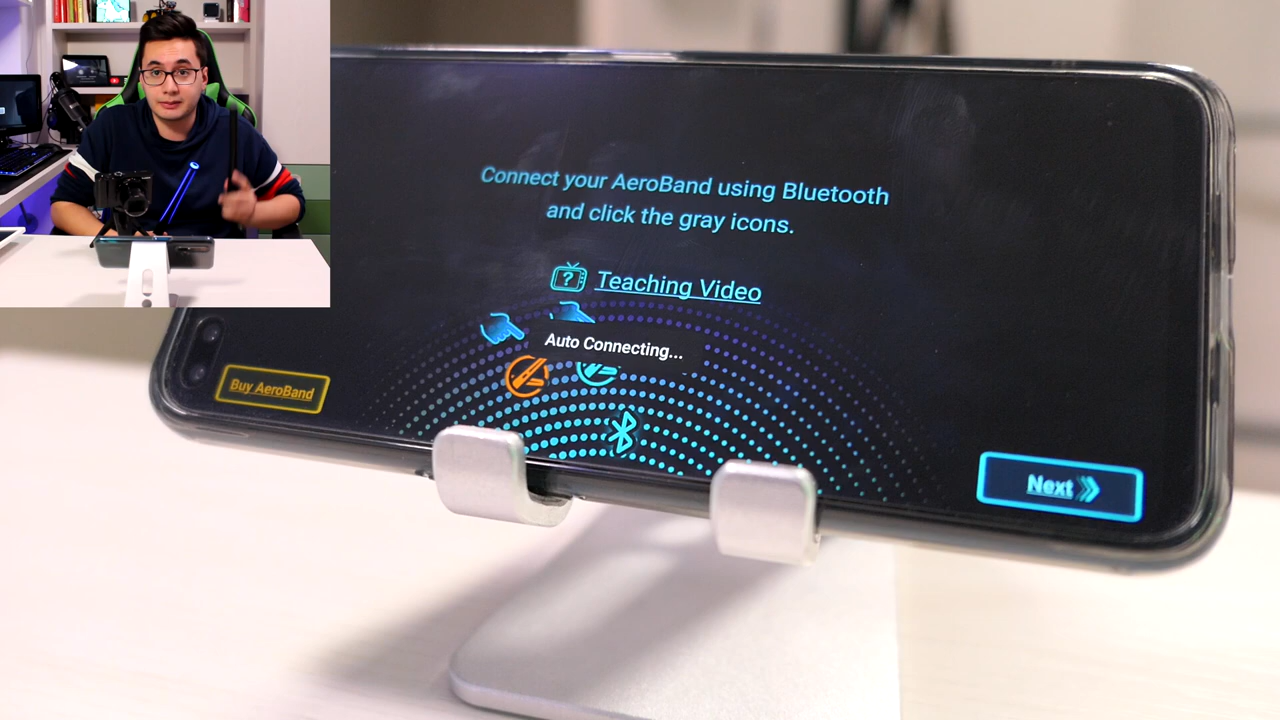 Connect your AeroBand using Bluetooth
and click the gray icons.
Teaching Video
Auto Connecting...
Buy AeroBand
Next